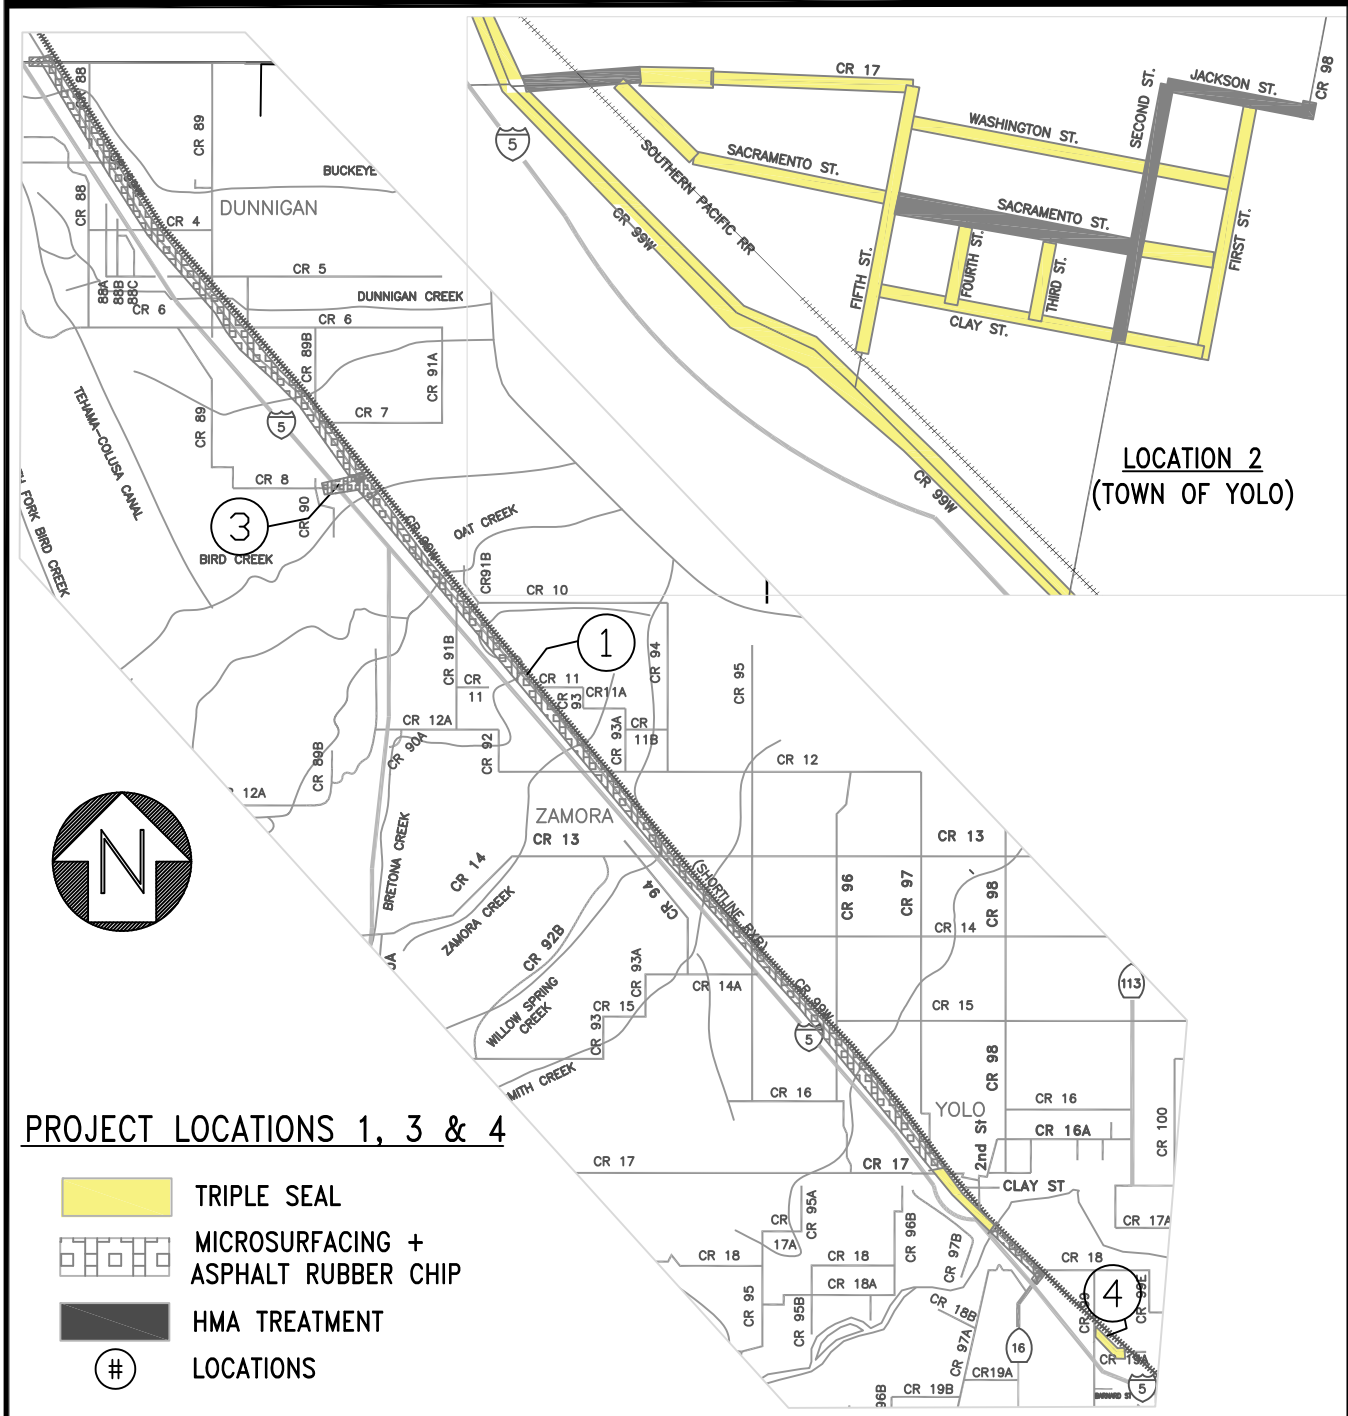 CR 17
JACKSON ST.
CR 98
SECOND ST.
WASHINGTON ST.
SACRAMENTO ST.
SOUTHERN PACIFIC RR
SACRAMENTO ST.
CR 99W
FIFTH ST.
FOURTH ST.
THIRD ST.
FIRST ST.
CLAY ST.
5
CR 99W
LOCATION 2
(TOWN OF YOLO)
88
CR 89
BUCKEYE
CR 88
DUNNIGAN
CR 4
CR 5
88A
88B
88C
CR 6
DUNNIGAN CREEK
CR 6
CR 89B
CR 91A
TEHAMA-COLUSA CANAL
CR 89
5
CR 7
CR 8
CR 90
3
FORK BIRD CREEK
BIRD CREEK
CR 99W
OAT CREEK
CR91B
CR 10
1
CR 91B
CR 94
CR 95
CR
11
CR 11
CR
93
CR11A
CR 93A
CR
11B
CR 12A
CR 90A
CR 92
CR 89B
12A
CR 12
N
ZAMORA
CR 13
CR 13
BRETONA CREEK
CR 14
ZAMORA CREEK
CR 94
(SHORTLINE RXR)
CR 96
CR 97
CR 98
CR 92B
CR 14
WILLOW SPRING
CREEK
CR 93A
CR 14A
CR 15
CR 93
CR 99W
5
113
CR 15
CR 98
MITH CREEK
CR 16
YOLO
2nd St
CR 16
CR 16A
CR 100
PROJECT LOCATIONS 1, 3 & 4
CR 17
CR 17
CLAY ST
CR 17A
TRIPLE SEAL
CR
17A
CR 95A
CR 96B
CR 97B
MICROSURFACING +
ASPHALT RUBBER CHIP
CR 18
CR 18
CR 18
CR 18A
4
CR 99
CR 99E
CR 95
CR 95B
CR 18B
CR 97A
16
HMA TREATMENT
CR 19A
LOCATIONS
#
CR19A
CR 19B
96B
BARNARD ST
5